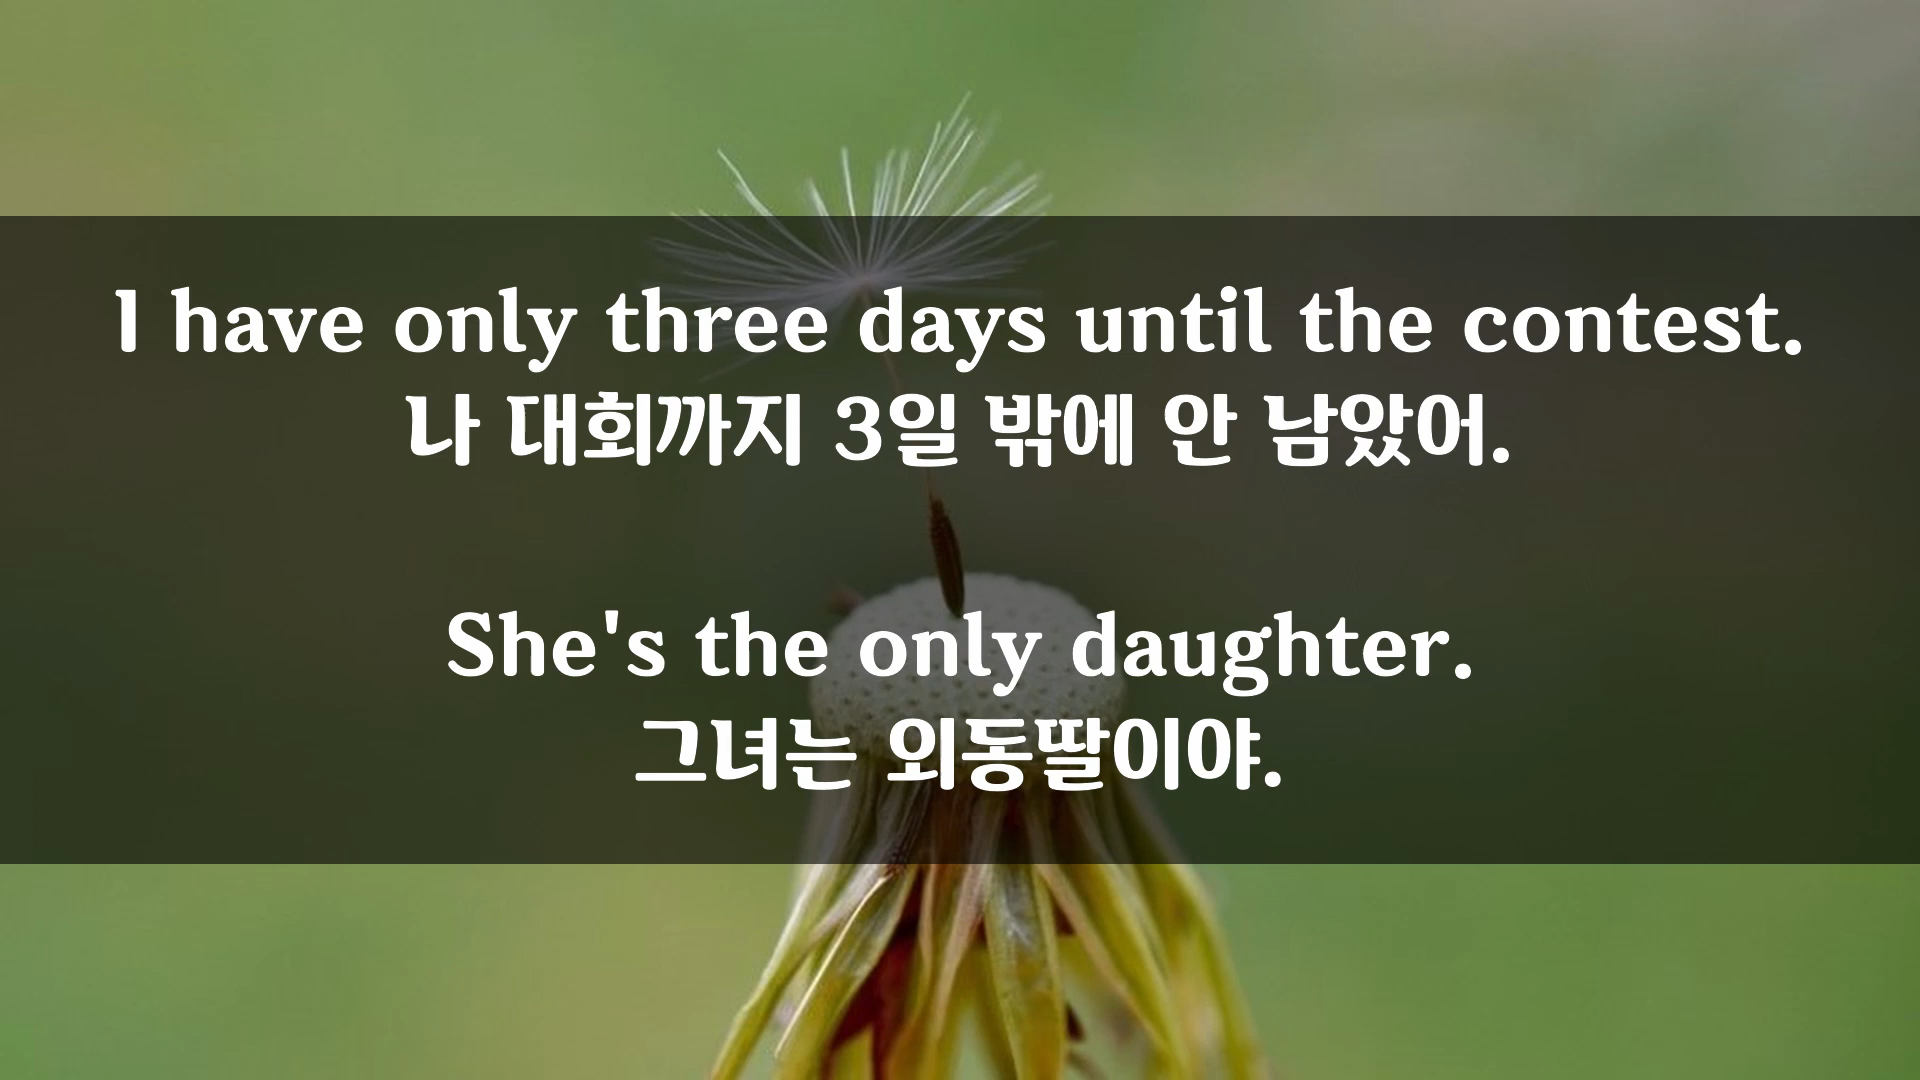 I have only three days until the contest.
나 대회까지 3일 밖에 안 남았어.
She's the only daughter.
그녀는 외동딸이야.